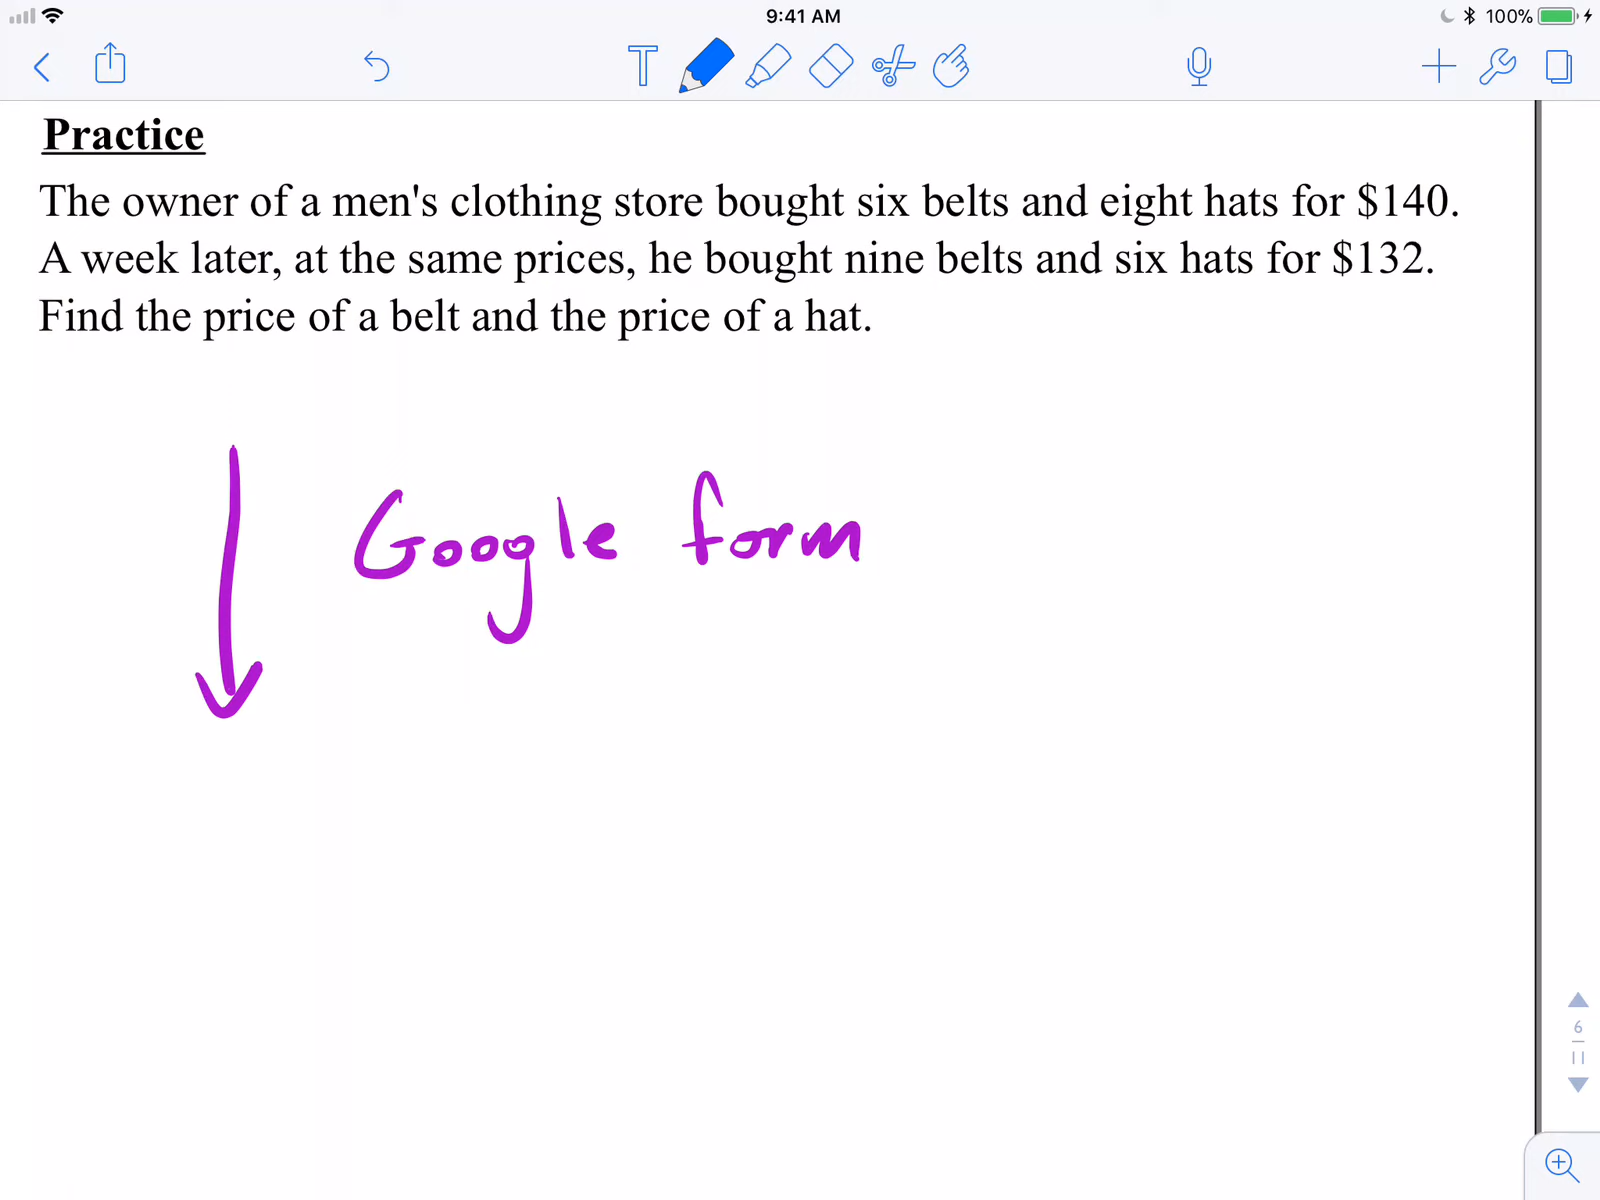 9:41 AM
100%
T
Practice
The owner of a men's clothing store bought six belts and eight hats for $140.
A week later, at the same prices, he bought nine belts and six hats for $132.
Find the price of a belt and the price of a hat.
Google form
6
11